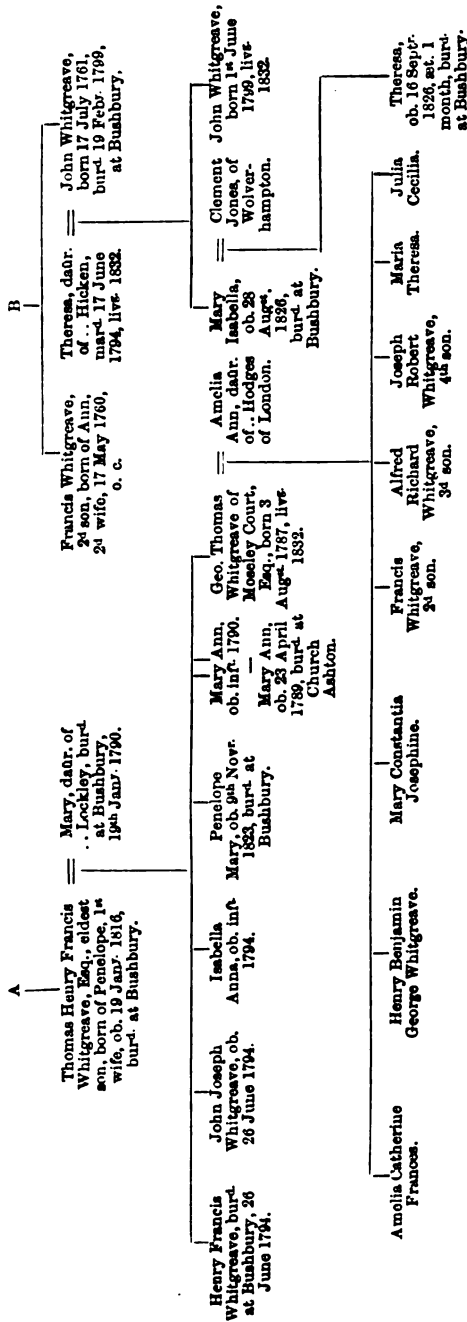 A
Thomas Henry Francis
Whitgreave, Esq., eldest
son, born of Penelope, 1st
wife, ob. 19 Jany. 1816,
burd. at Bushbury.
=
Mary, daur. of
.. Lockley, burd.
at Bushbury,
19th Jany. 1790.
B
Francis Whitgreave,
2d son, born of Ann,
2d wife, 17 May 1760,
o. c.
Theresa, daur.
of .. Hicken,
mard. 17 June
1794, livs. 1832.
=
John Whitgreave,
born 17 July 1761,
burd. 19 Febr. 1799,
at Bushbury.
Henry Francis
Whitgreave, burd.
at Bushbury, 26
June 1794.
John Joseph
Whitgreave, ob.
26 June 1794.
Isabella
Anna, ob. inft.
1794.
Penelope
Mary, ob. 9th Novr.
1823, burd. at
Bushbury.
Mary Ann,
ob. inft. 1790.
—
Mary Ann,
ob. 23 April
1789, burd. at
Church
Ashton.
Geo. Thomas
Whitgreave of
Moseley Court,
Esq., born 3
Augst. 1787, livs.
1832.
=
Amelia
Ann, daur.
of .. Hodges
of London.
Mary
Isabella,
ob. 28
Augst.
1826,
burd. at
Bushbury.
=
Clement
Jones, of
Wolver-
hampton.
John Whitgreave,
born 1st June
1799, livs.
1832.
Amelia Catherine
Frances.
Henry Benjamin
George Whitgreave.
Mary Constantia
Josephine.
Francis
Whitgreave,
2d son.
Alfred
Richard
Whitgreave,
3d son.
Joseph
Robert
Whitgreave,
4th son.
Maria
Theresa.
Julia
Cecilia.
Theresa,
ob. 16 Septr.
1826, æt. 1
month, burd.
at Bushbury.